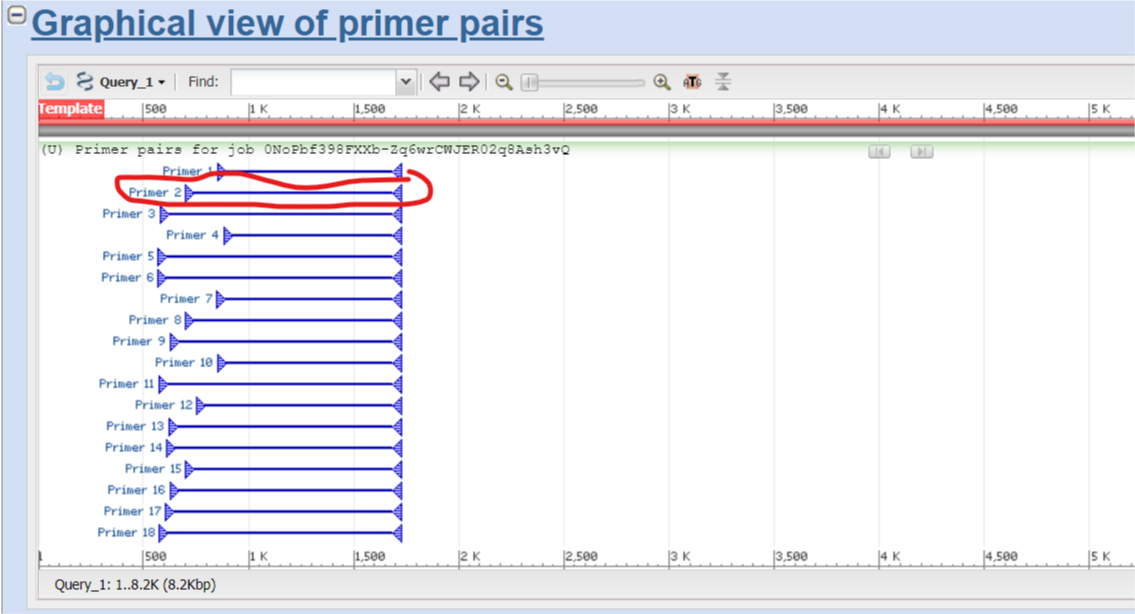 Graphical view of primer pairs
Query_1 Find: ATG
Template 500 1 K 1,500 2 K 2,500 3 K 3,500 4 K 4,500 5 K
(U) Primer pairs for job 0NoPbf398FXXb-Zq6wrCWJER02q8Ash3vQ
Primer 1
Primer 2
Primer 3
Primer 4
Primer 5
Primer 6
Primer 7
Primer 8
Primer 9
Primer 10
Primer 11
Primer 12
Primer 13
Primer 14
Primer 15
Primer 16
Primer 17
Primer 18
1 500 1 K 1,500 2 K 2,500 3 K 3,500 4 K 4,500 5 K
Query_1: 1..8.2K (8.2Kbp)